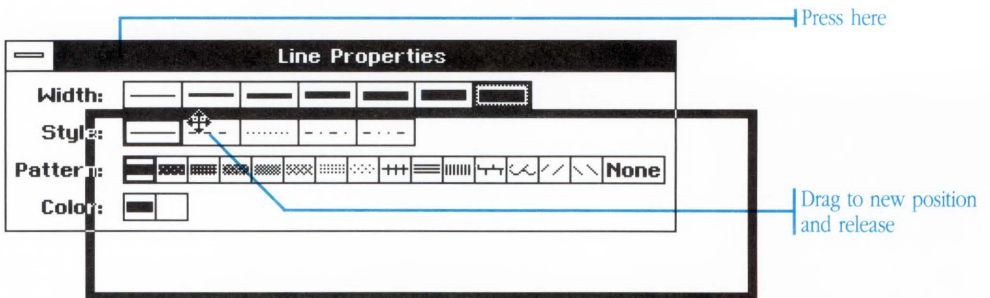 Press here
Line Properties
Width:
Style:
Pattern:
None
Color:
Drag to new position
and release